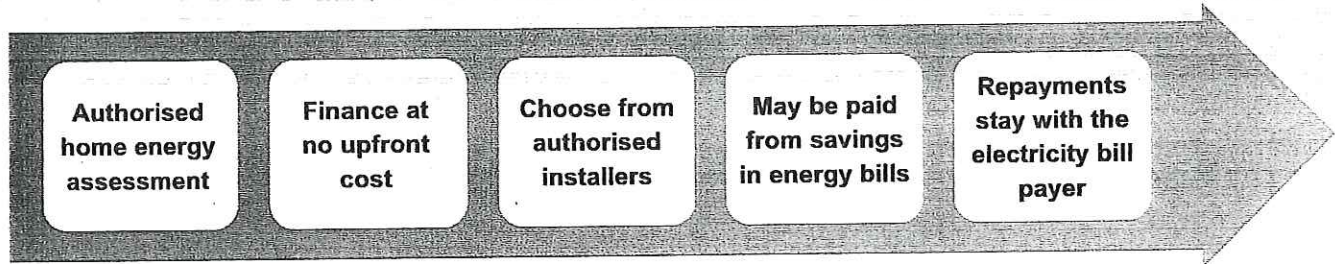 Authorised
home energy
assessment
Finance at
no upfront
cost
Choose from
authorised
installers
May be paid
from savings
in energy bills
Repayments
stay with the
electricity bill
payer